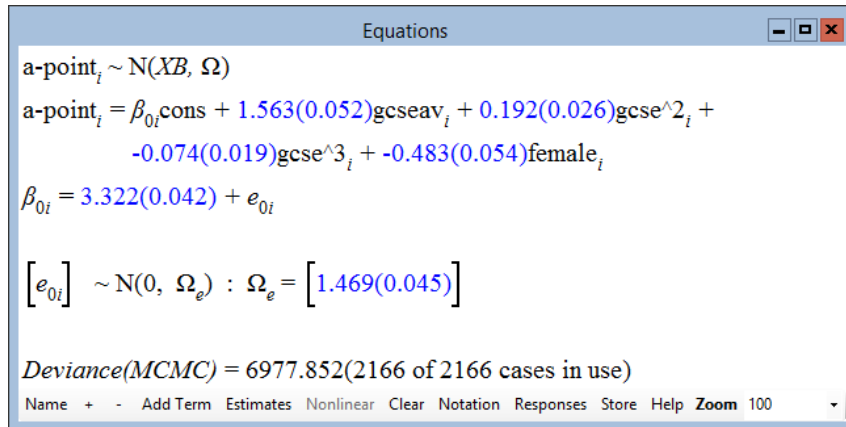 Equations
a-pointᵢ ~ N(XB, Ω)
a-pointᵢ = β₀ᵢcons + 1.563(0.052)gcseavᵢ + 0.192(0.026)gcse^2ᵢ +
-0.074(0.019)gcse^3ᵢ + -0.483(0.054)femaleᵢ
β₀ᵢ = 3.322(0.042) + e₀ᵢ
[e₀ᵢ] ~ N(0, Ωₑ) : Ωₑ = [1.469(0.045)]
Deviance(MCMC) = 6977.852(2166 of 2166 cases in use)
Name + - Add Term Estimates Nonlinear Clear Notation Responses Store Help Zoom 100